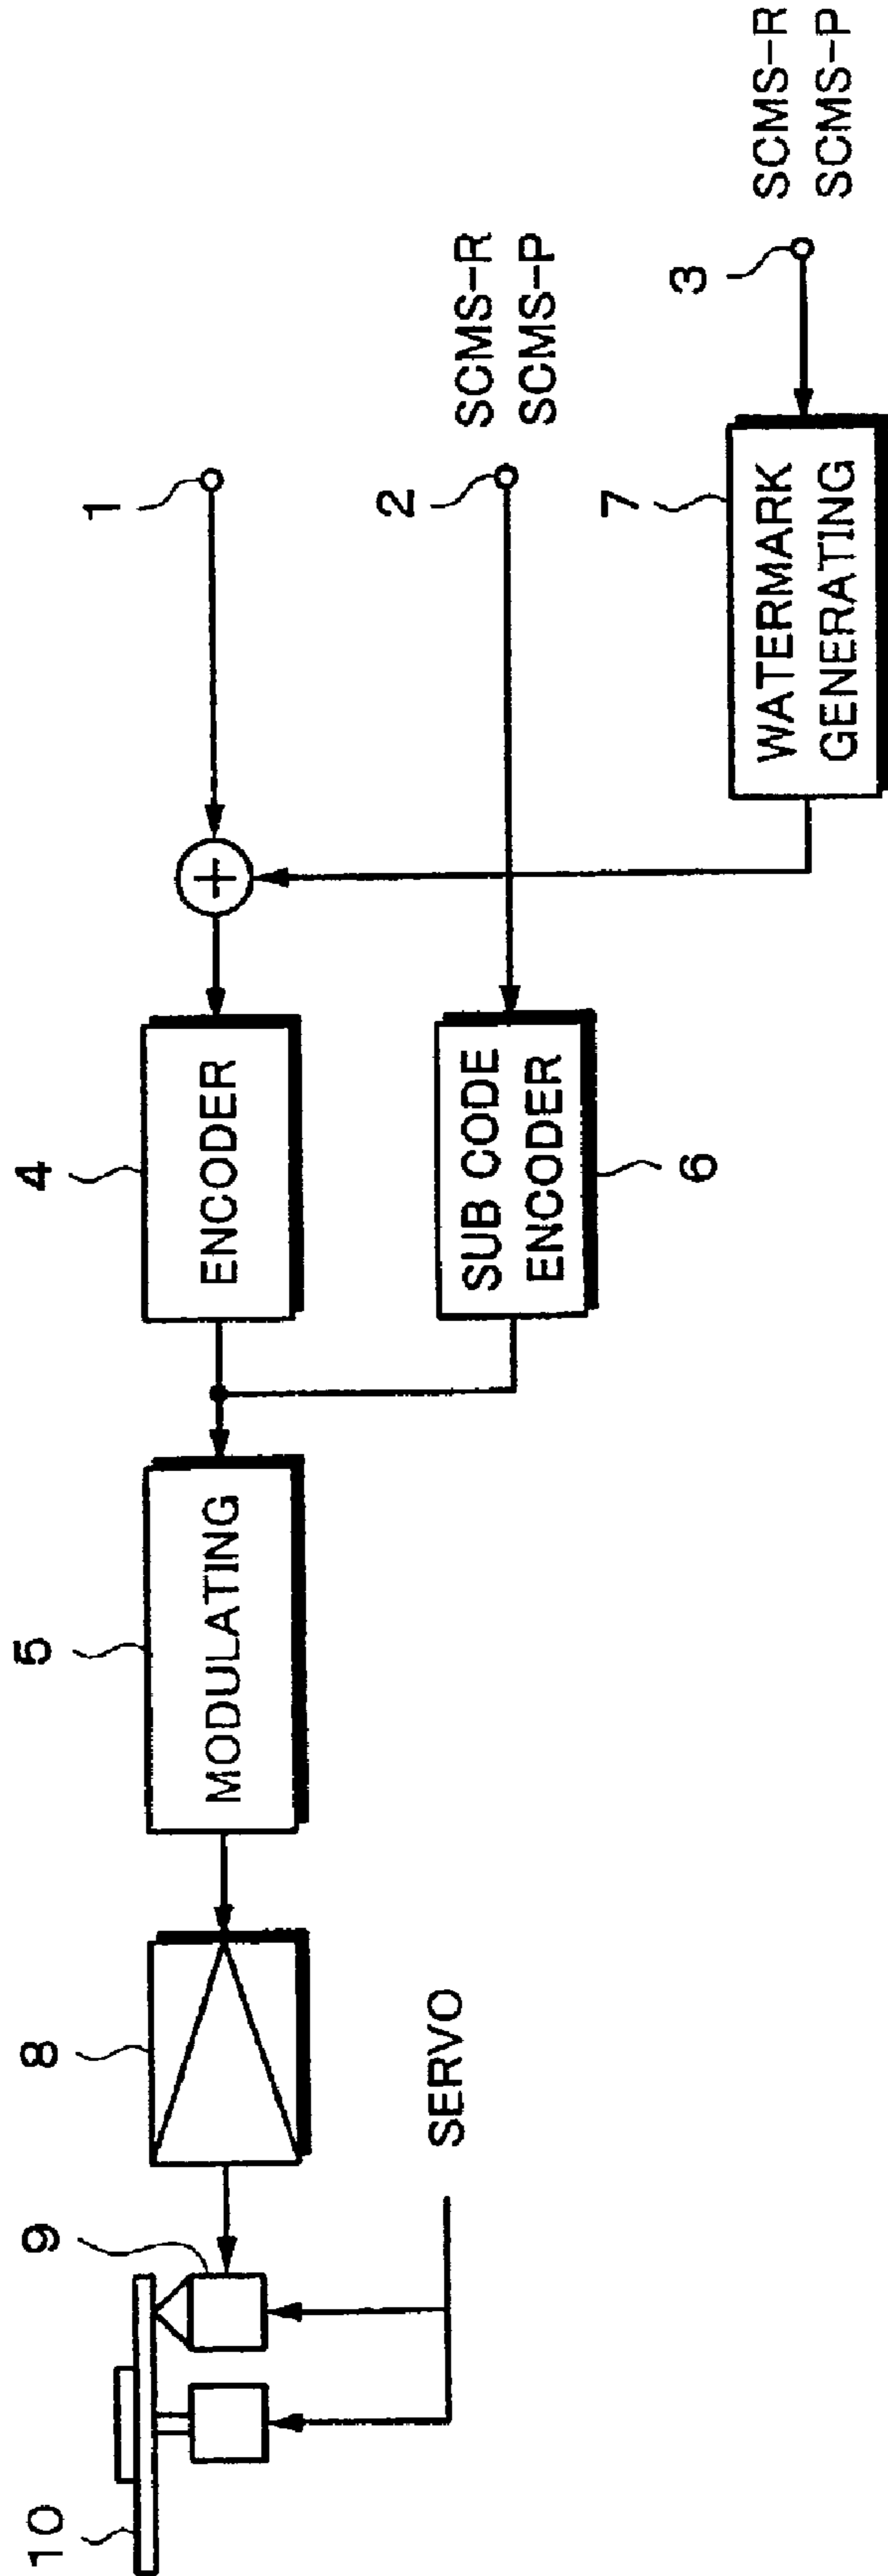 1
2
SCMS-R
SCMS-P
3
SCMS-R
SCMS-P
4
ENCODER
5
MODULATING
6
SUB CODE
ENCODER
7
WATERMARK
GENERATING
8
9
SERVO
10